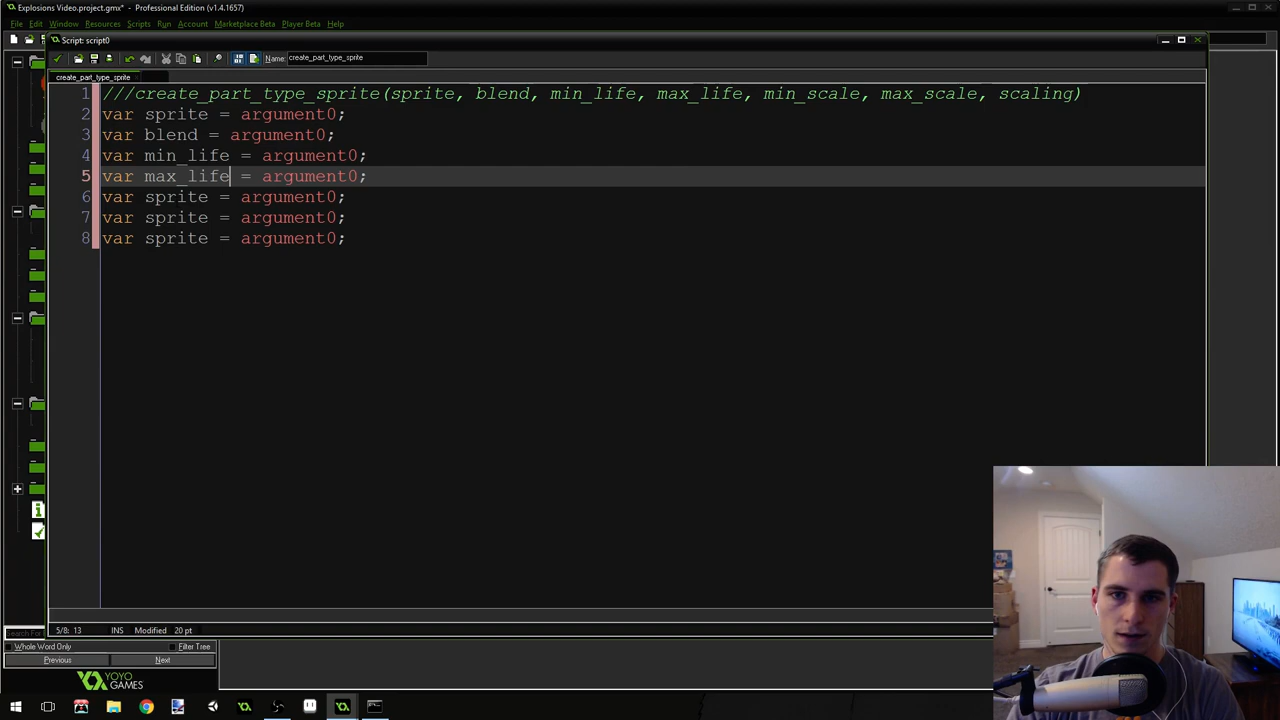 Explosions Video.project.gmx* - Professional Edition (v1.4.1657)
File Edit Window Resources Scripts Run Account Marketplace Beta Player Beta Help
Script: script0
Name: create_part_type_sprite
create_part_type_sprite
1 ///create_part_type_sprite(sprite, blend, min_life, max_life, min_scale, max_scale, scaling)
2 var sprite = argument0;
3 var blend = argument0;
4 var min_life = argument0;
5 var max_life = argument0;
6 var sprite = argument0;
7 var sprite = argument0;
8 var sprite = argument0;
5/8: 13 INS Modified 20 pt
Search For
Whole Word Only Filter Tree
Previous Next
YOYO
GAMES